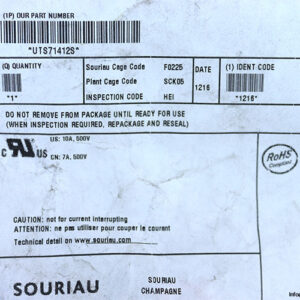 (1P) OUR PART NUMBER
"UTS71412S"
(Q) QUANTITY
"1"
Souriau Cage Code F0225
Plant Cage Code SCK05
INSPECTION CODE HEI
DATE
1216
(1) IDENT CODE
"1216"
DO NOT REMOVE FROM PACKAGE UNTIL READY FOR USE
(WHEN INSPECTION REQUIRED, REPACKAGE AND RESEAL)
c US
US: 10A, 500V
CN: 7A, 500V
RoHS
Compliant
CAUTION: not for current interrupting
ATTENTION: ne pas utiliser pour couper le courant
Technical detail on www.souriau.com
SOURIAU
SOURIAU
CHAMPAGNE